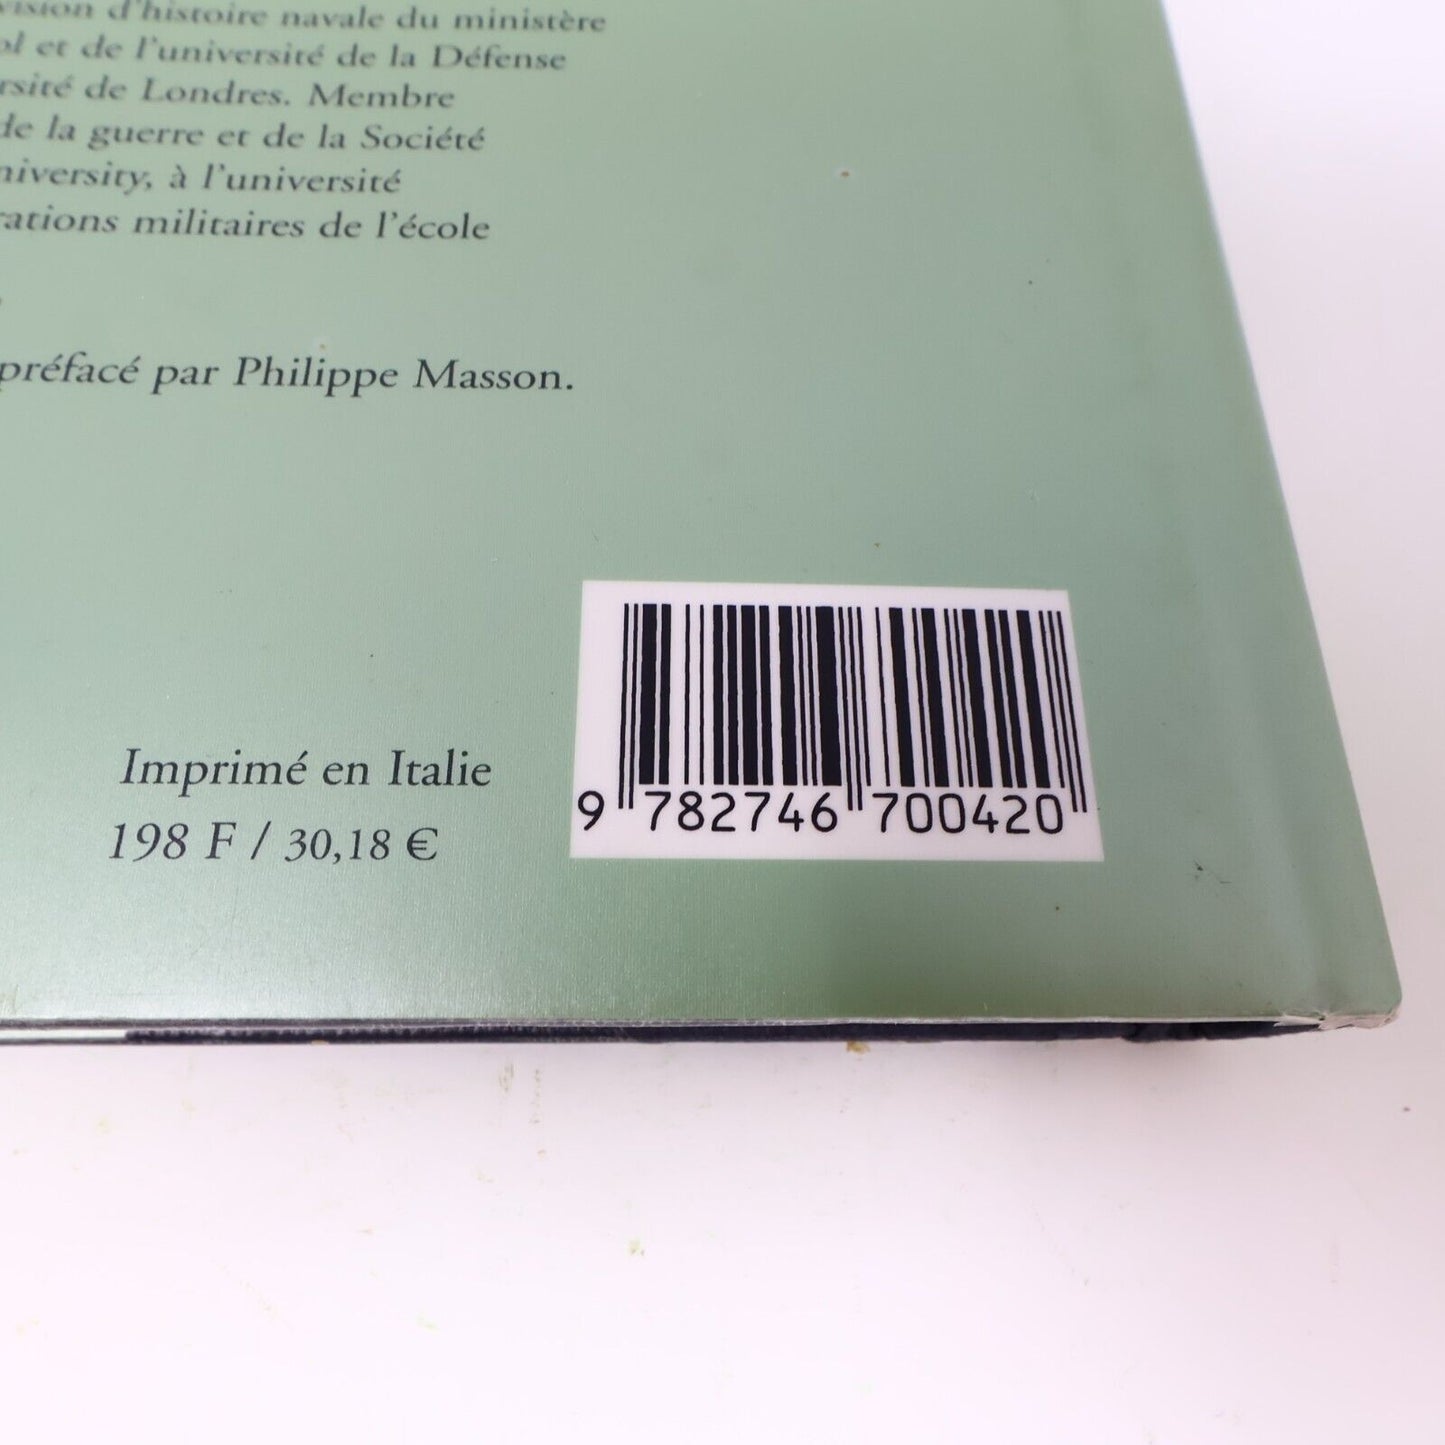 vision d'histoire navale du ministère
ol et de l'université de la Défense
rsité de Londres. Membre
de la guerre et de la Société
niversity, à l'université
rations militaires de l'école
préfacé par Philippe Masson.
Imprimé en Italie
198 F / 30,18 €
9 782746 700420